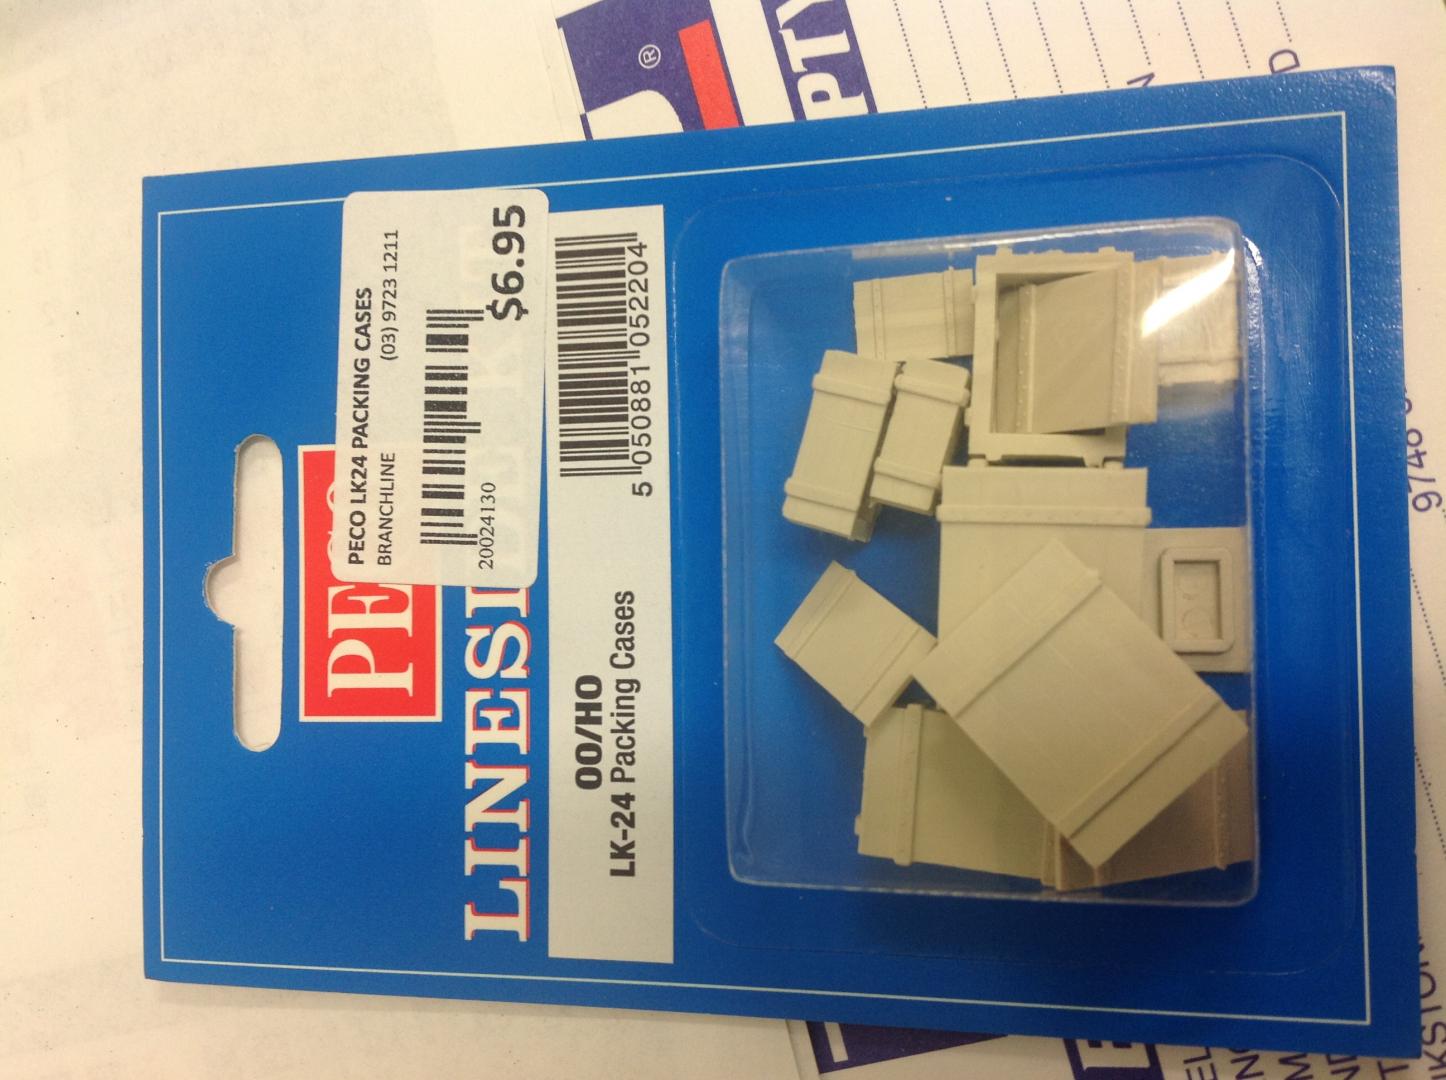 PECO LK24 PACKING CASES
BRANCHLINE (03) 9723 1211
20024130
$6.95
PE
LINESI
OO/HO
LK-24 Packing Cases
5 050881 052204
®
PTY